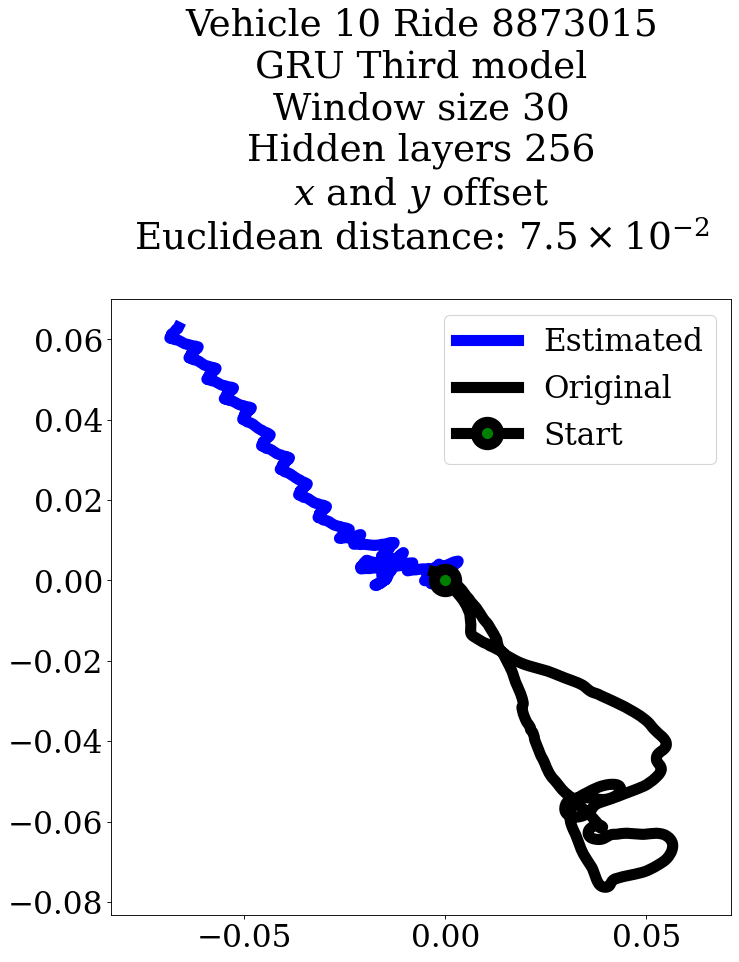 Vehicle 10 Ride 8873015
GRU Third model
Window size 30
Hidden layers 256
x and y offset
Euclidean distance: 7.5 × 10⁻²
Estimated
Original
Start
0.06
0.04
0.02
0.00
−0.02
−0.04
−0.06
−0.08
−0.05
0.00
0.05